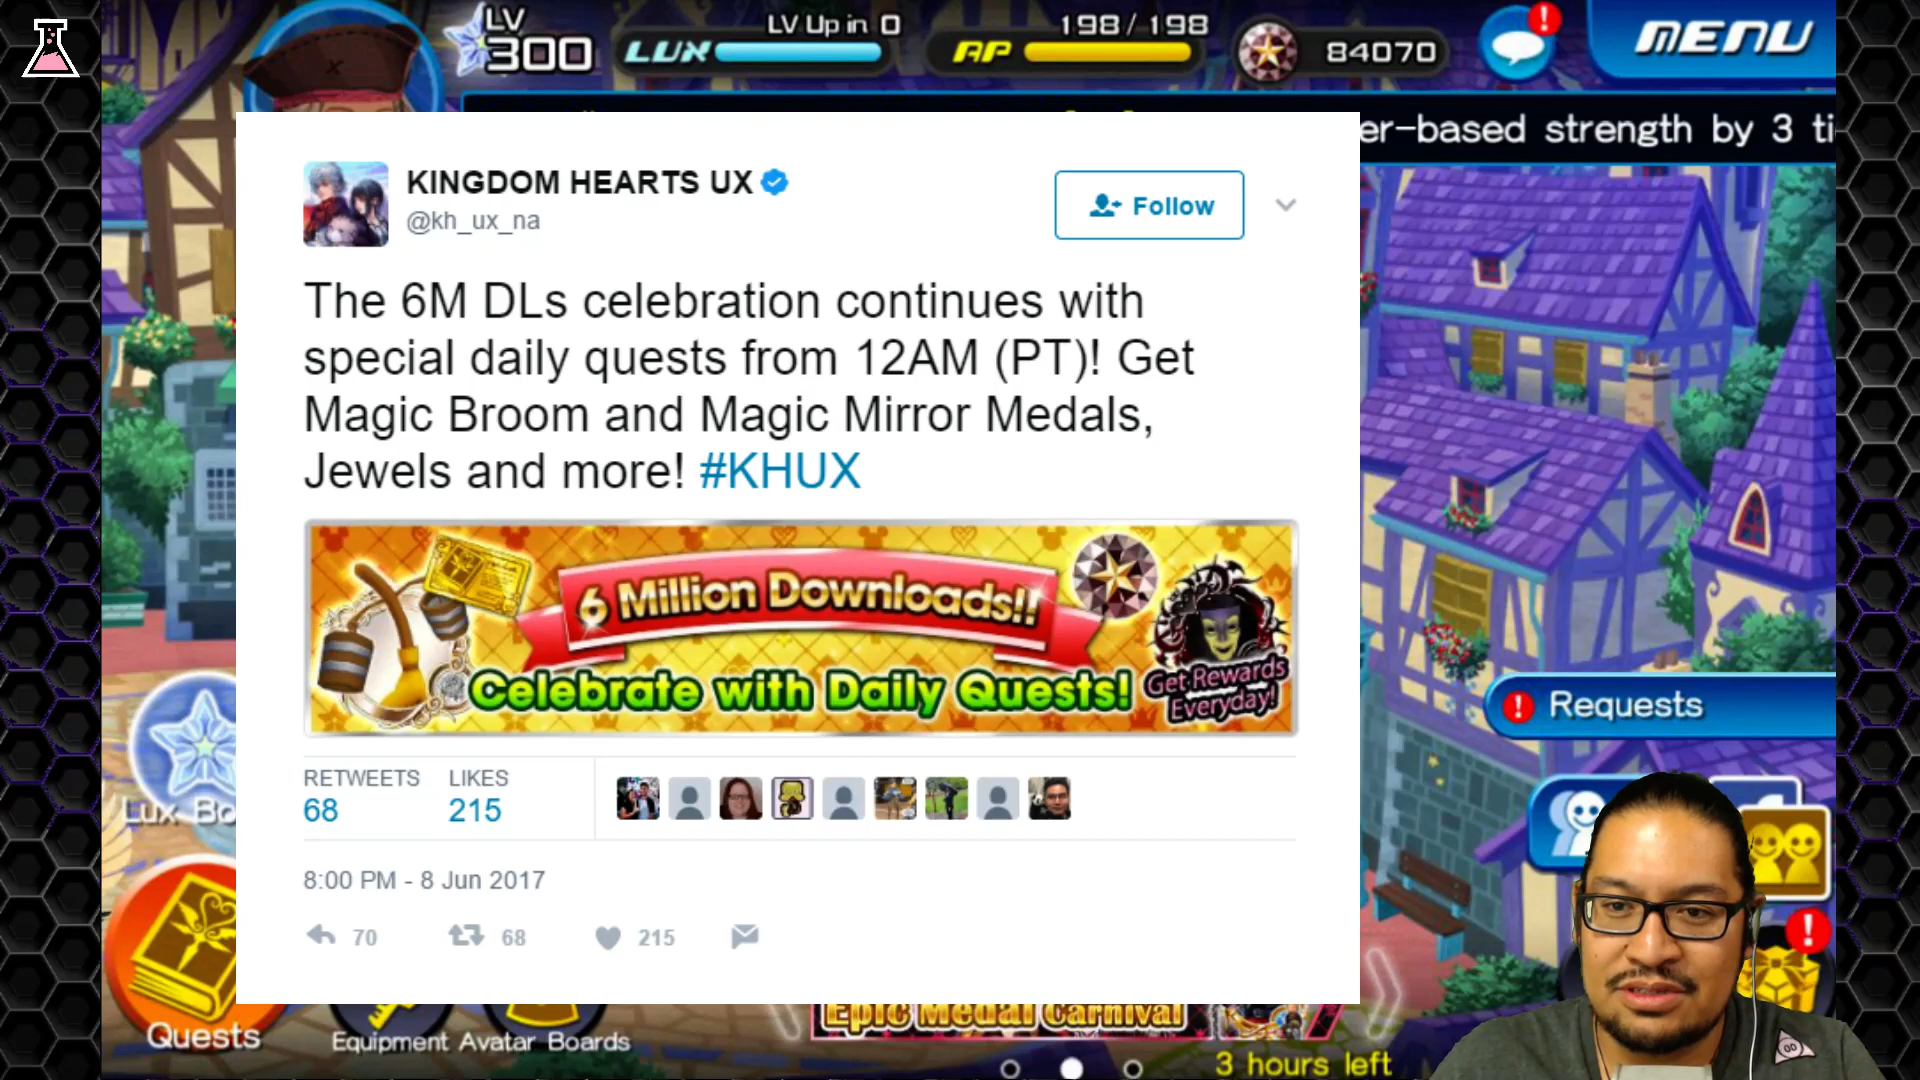 LV
300
LV Up in 0
LUX
198 / 198
AP
84070
MENU
er-based strength by 3 ti
KINGDOM HEARTS UX
@kh_ux_na
Follow
The 6M DLs celebration continues with
special daily quests from 12AM (PT)! Get
Magic Broom and Magic Mirror Medals,
Jewels and more! #KHUX
6 Million Downloads!!
Celebrate with Daily Quests!
Get Rewards
Everyday!
RETWEETS
LIKES
68
215
8:00 PM - 8 Jun 2017
70
68
215
Requests
Lux Bo
Quests
Equipment
Avatar Boards
Epic Medal Carnival
3 hours left